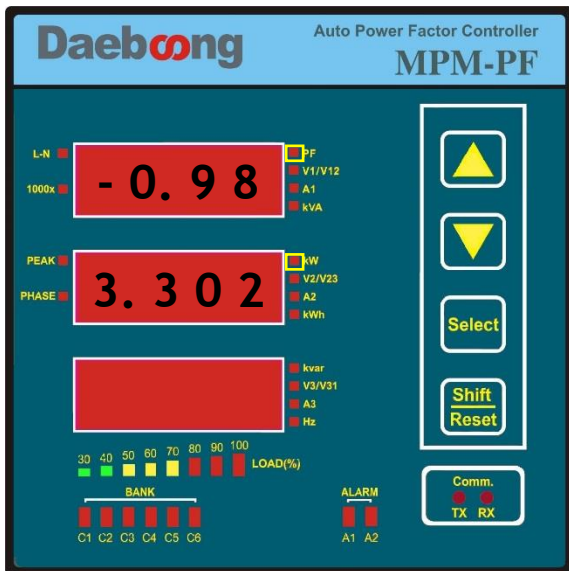 Daeboong
Auto Power Factor Controller
MPM-PF
L-N
1000x
-0.98
PF
V1/V12
A1
kVA
PEAK
PHASE
3.302
kW
V2/V23
A2
kWh
kvar
V3/V31
A3
Hz
30 40 50 60 70 80 90 100
LOAD(%)
BANK
C1 C2 C3 C4 C5 C6
ALARM
A1 A2
Select
Shift
Reset
Comm.
TX RX